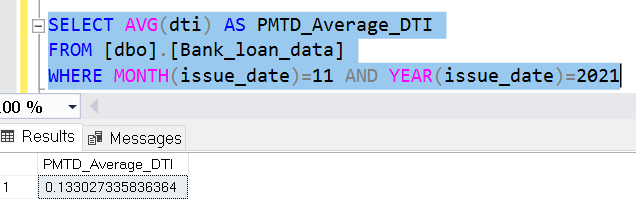 SELECT AVG(dti) AS PMTD_Average_DTI
FROM [dbo].[Bank_loan_data]
WHERE MONTH(issue_date)=11 AND YEAR(issue_date)=2021
00 %
Results Messages
PMTD_Average_DTI
1 0.133027335836364